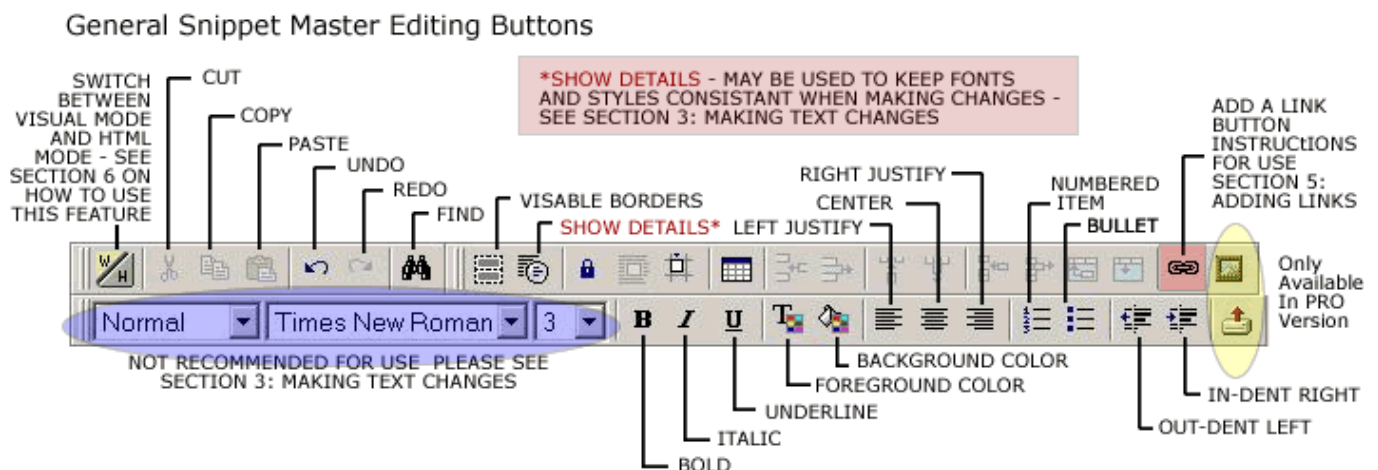 General Snippet Master Editing Buttons
SWITCH
BETWEEN
VISUAL MODE
AND HTML
MODE - SEE
SECTION 6 ON
HOW TO USE
THIS FEATURE
CUT
COPY
PASTE
UNDO
REDO
FIND
*SHOW DETAILS - MAY BE USED TO KEEP FONTS
AND STYLES CONSISTANT WHEN MAKING CHANGES -
SEE SECTION 3: MAKING TEXT CHANGES
VISABLE BORDERS
SHOW DETAILS*
LEFT JUSTIFY
CENTER
RIGHT JUSTIFY
NUMBERED
ITEM
BULLET
ADD A LINK
BUTTON
INSTRUCtIONS
FOR USE
SECTION 5:
ADDING LINKS
W
H
Only
Available
In PRO
Version
Normal
Times New Roman
3
B
I
U
T
NOT RECOMMENDED FOR USE PLEASE SEE
SECTION 3: MAKING TEXT CHANGES
BACKGROUND COLOR
FOREGROUND COLOR
UNDERLINE
ITALIC
BOLD
IN-DENT RIGHT
OUT-DENT LEFT